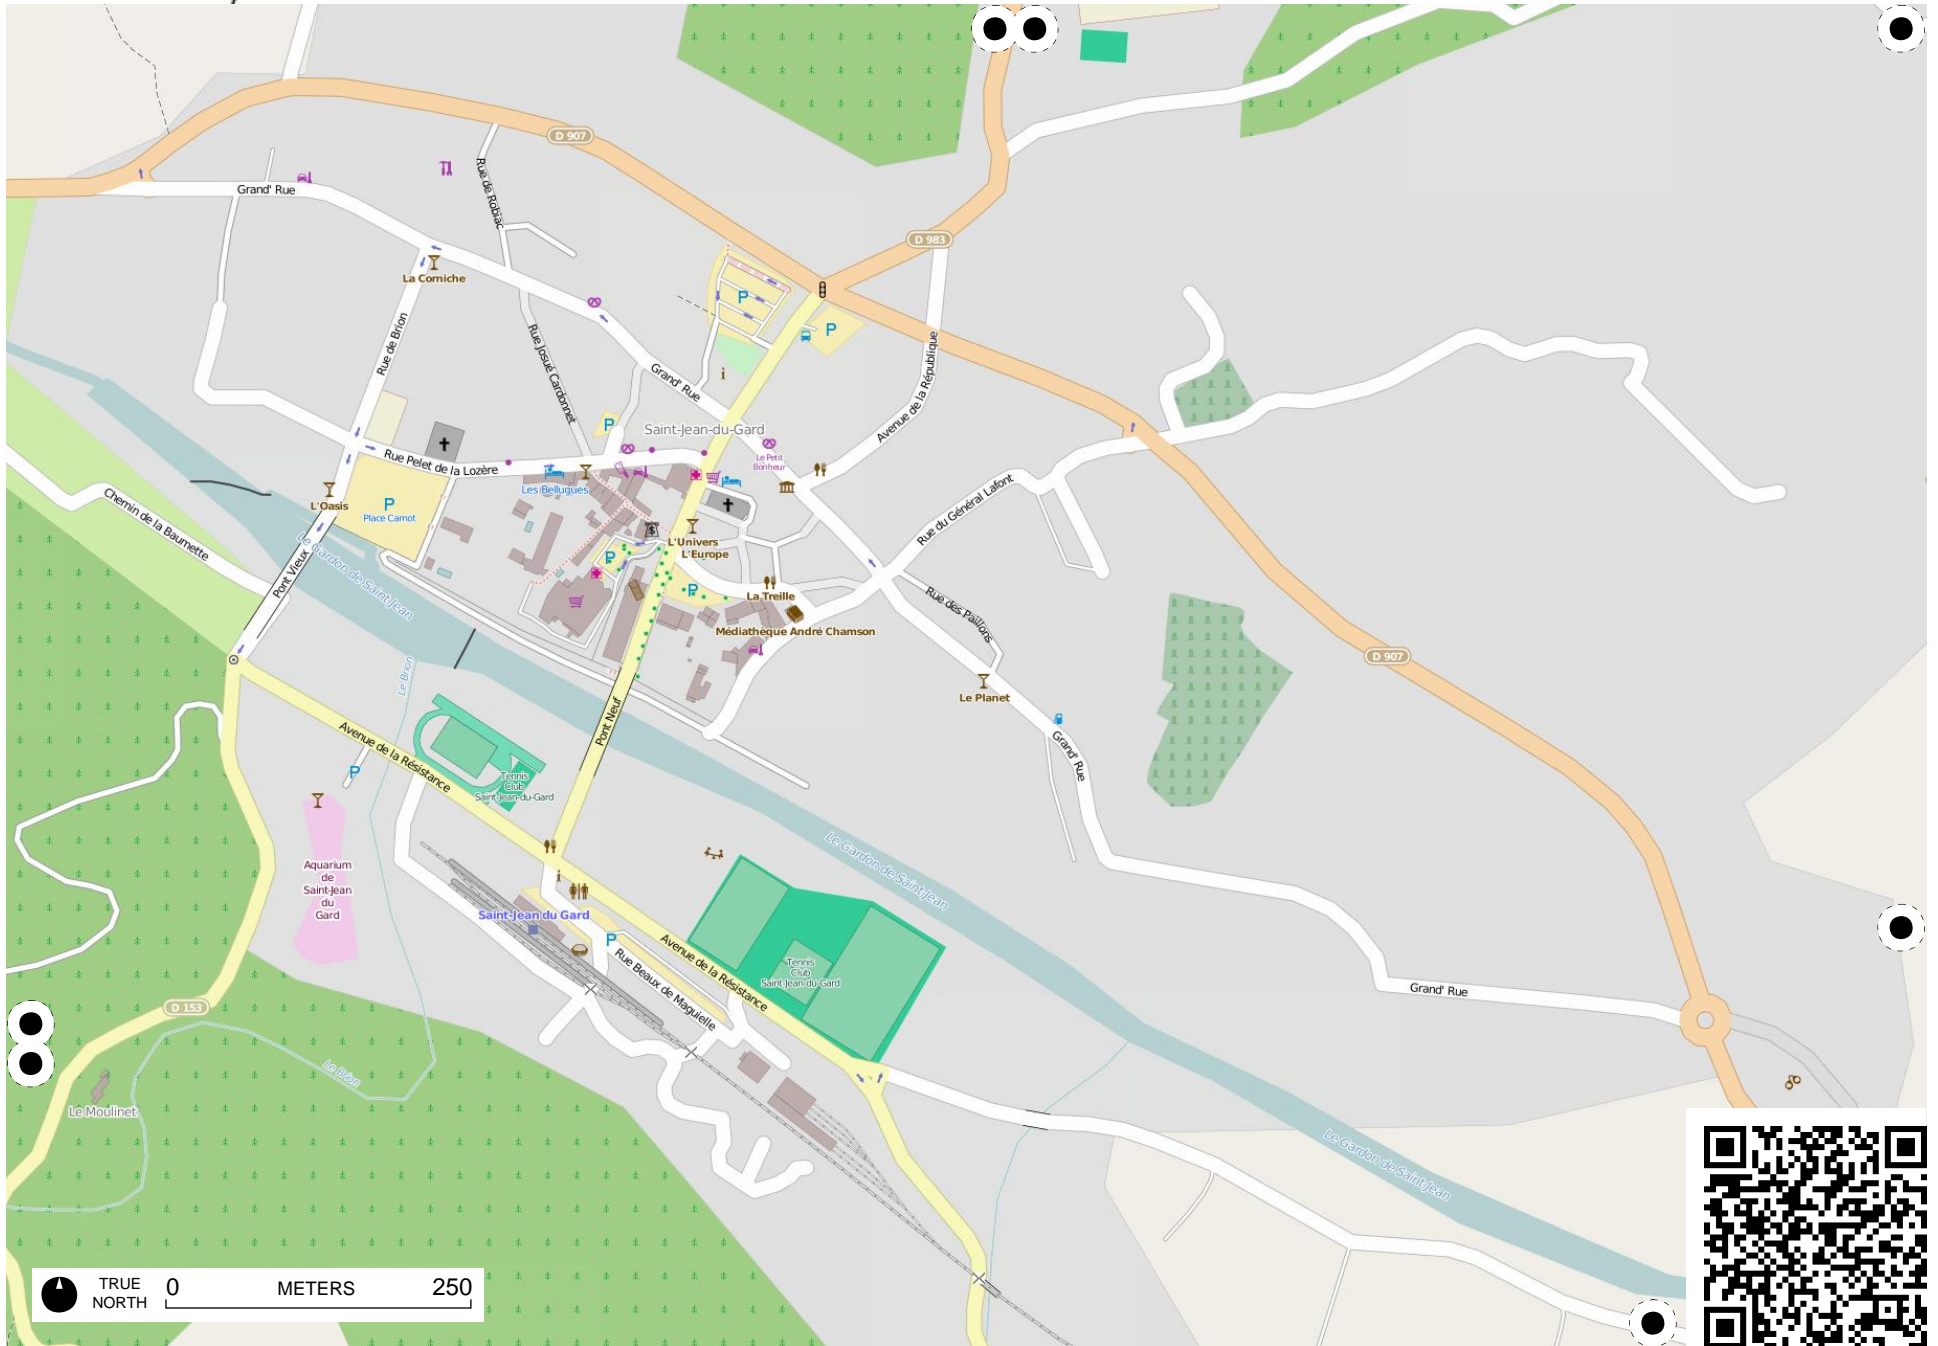 D 907
Rue de Robiac
Grand' Rue
D 983
La Corniche
Rue de Brion
Rue Josué Cardonnet
P
P
Avenue de la République
Grand' Rue
P
Saint-Jean-du-Gard
Le Petit
Bonheur
Rue Pelet de la Lozère
Les Bellugues
L'Oasis
P
Place Carnot
Chemin de la Baumette
Rue du Général Lafont
L'Univers
L'Europe
P
P
Pont Vieux
Le Gardon de Saint-Jean
La Treille
Rue des Paillons
Médiathèque André Chamson
D 907
Le Brion
Le Planet
Pont Neuf
Grand' Rue
Avenue de la Résistance
P
Tennis
Club
Saint-Jean-du-Gard
Aquarium
de
Saint-Jean
du
Gard
Le Gardon de Saint-Jean
i
i
Saint-Jean du Gard
P
Avenue de la Résistance
Rue Beaux de Maguielle
Tennis
Club
Saint-Jean-du-Gard
Grand' Rue
D 153
Le Brion
Le Moulinet
Le Gardon de Saint-Jean
TRUE
NORTH
0 METERS 250